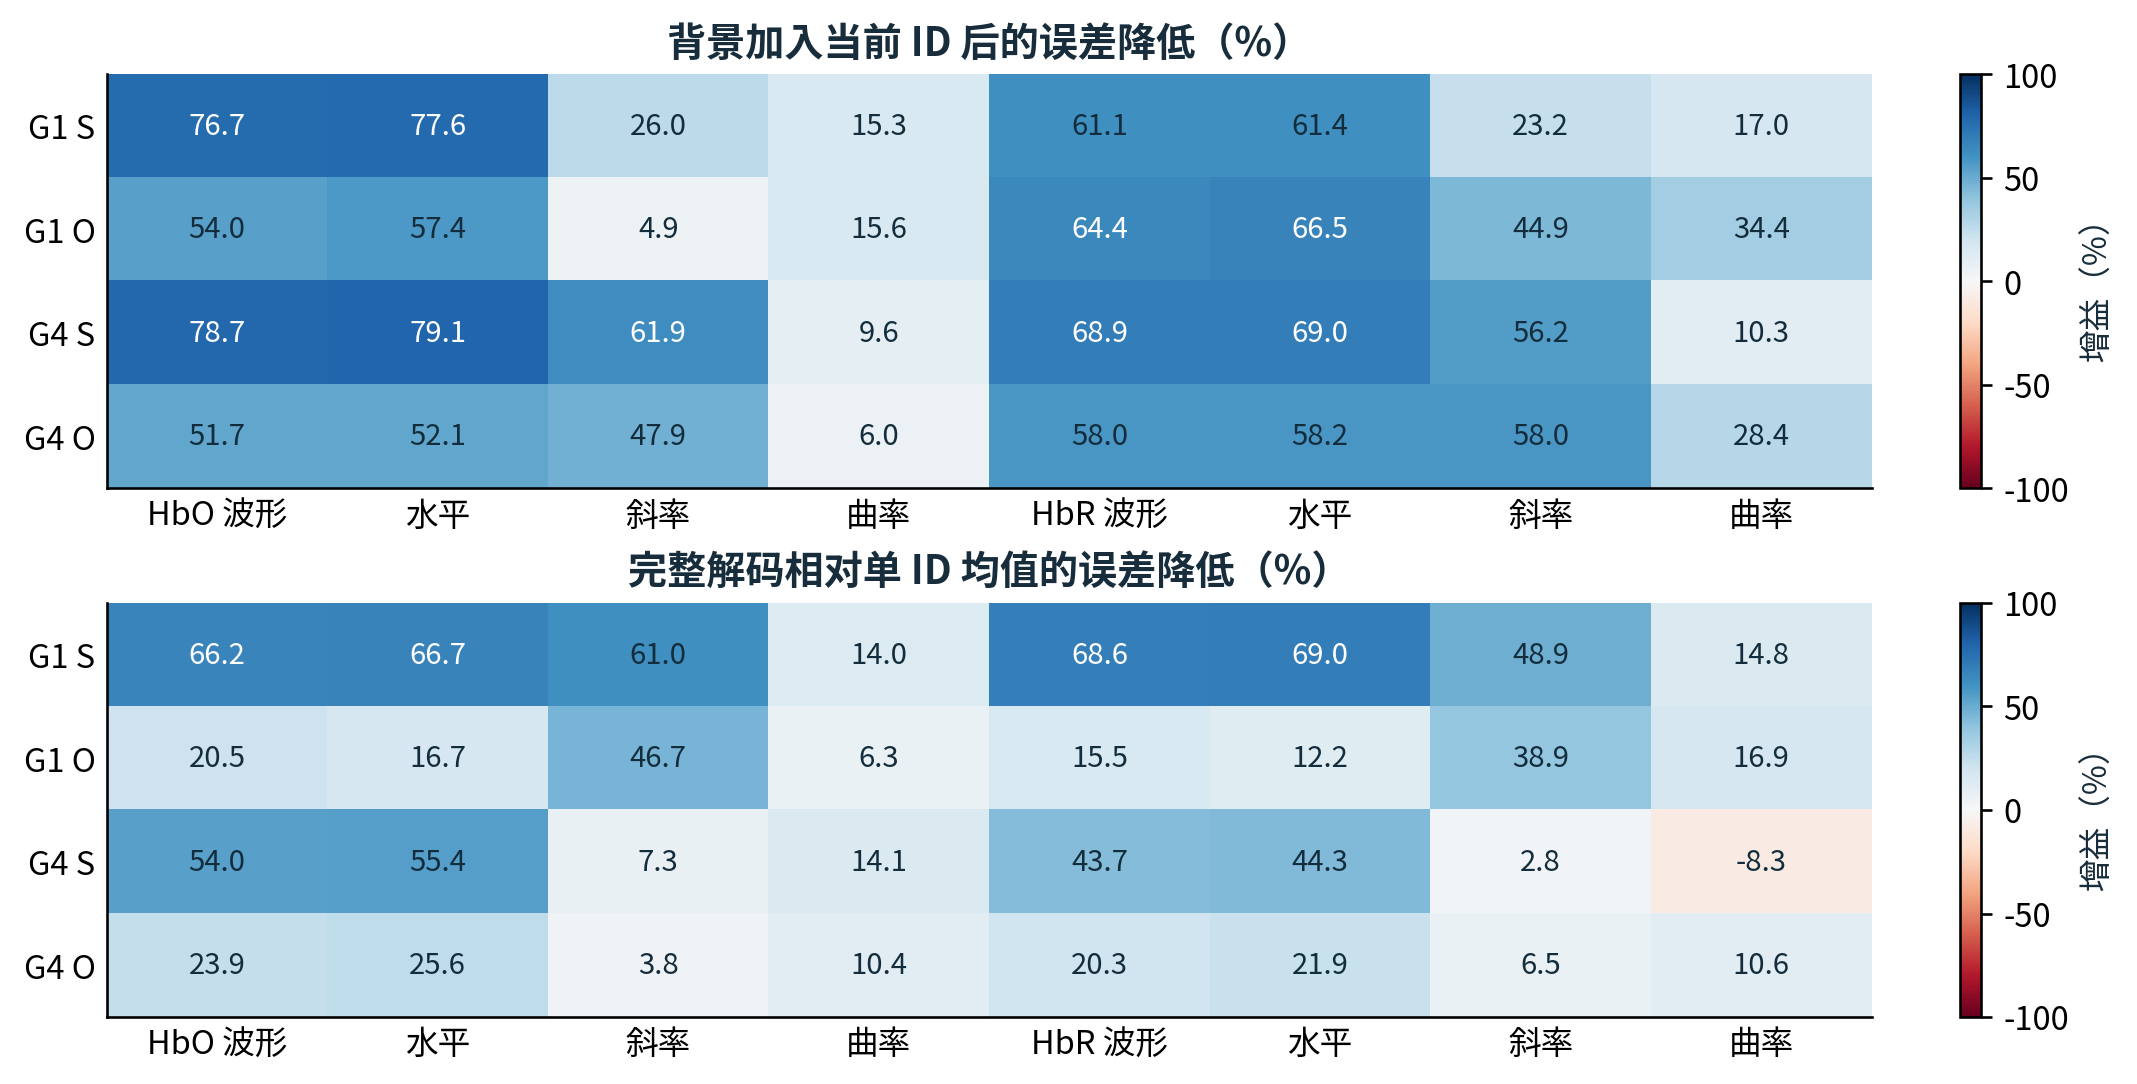 背景加入当前 ID 后的误差降低（%）
G1 S 76.7 77.6 26.0 15.3 61.1 61.4 23.2 17.0
G1 O 54.0 57.4 4.9 15.6 64.4 66.5 44.9 34.4
G4 S 78.7 79.1 61.9 9.6 68.9 69.0 56.2 10.3
G4 O 51.7 52.1 47.9 6.0 58.0 58.2 58.0 28.4
HbO 波形 水平 斜率 曲率 HbR 波形 水平 斜率 曲率
100
50
0
-50
-100
增益（%）
完整解码相对单 ID 均值的误差降低（%）
G1 S 66.2 66.7 61.0 14.0 68.6 69.0 48.9 14.8
G1 O 20.5 16.7 46.7 6.3 15.5 12.2 38.9 16.9
G4 S 54.0 55.4 7.3 14.1 43.7 44.3 2.8 -8.3
G4 O 23.9 25.6 3.8 10.4 20.3 21.9 6.5 10.6
HbO 波形 水平 斜率 曲率 HbR 波形 水平 斜率 曲率
100
50
0
-50
-100
增益（%）